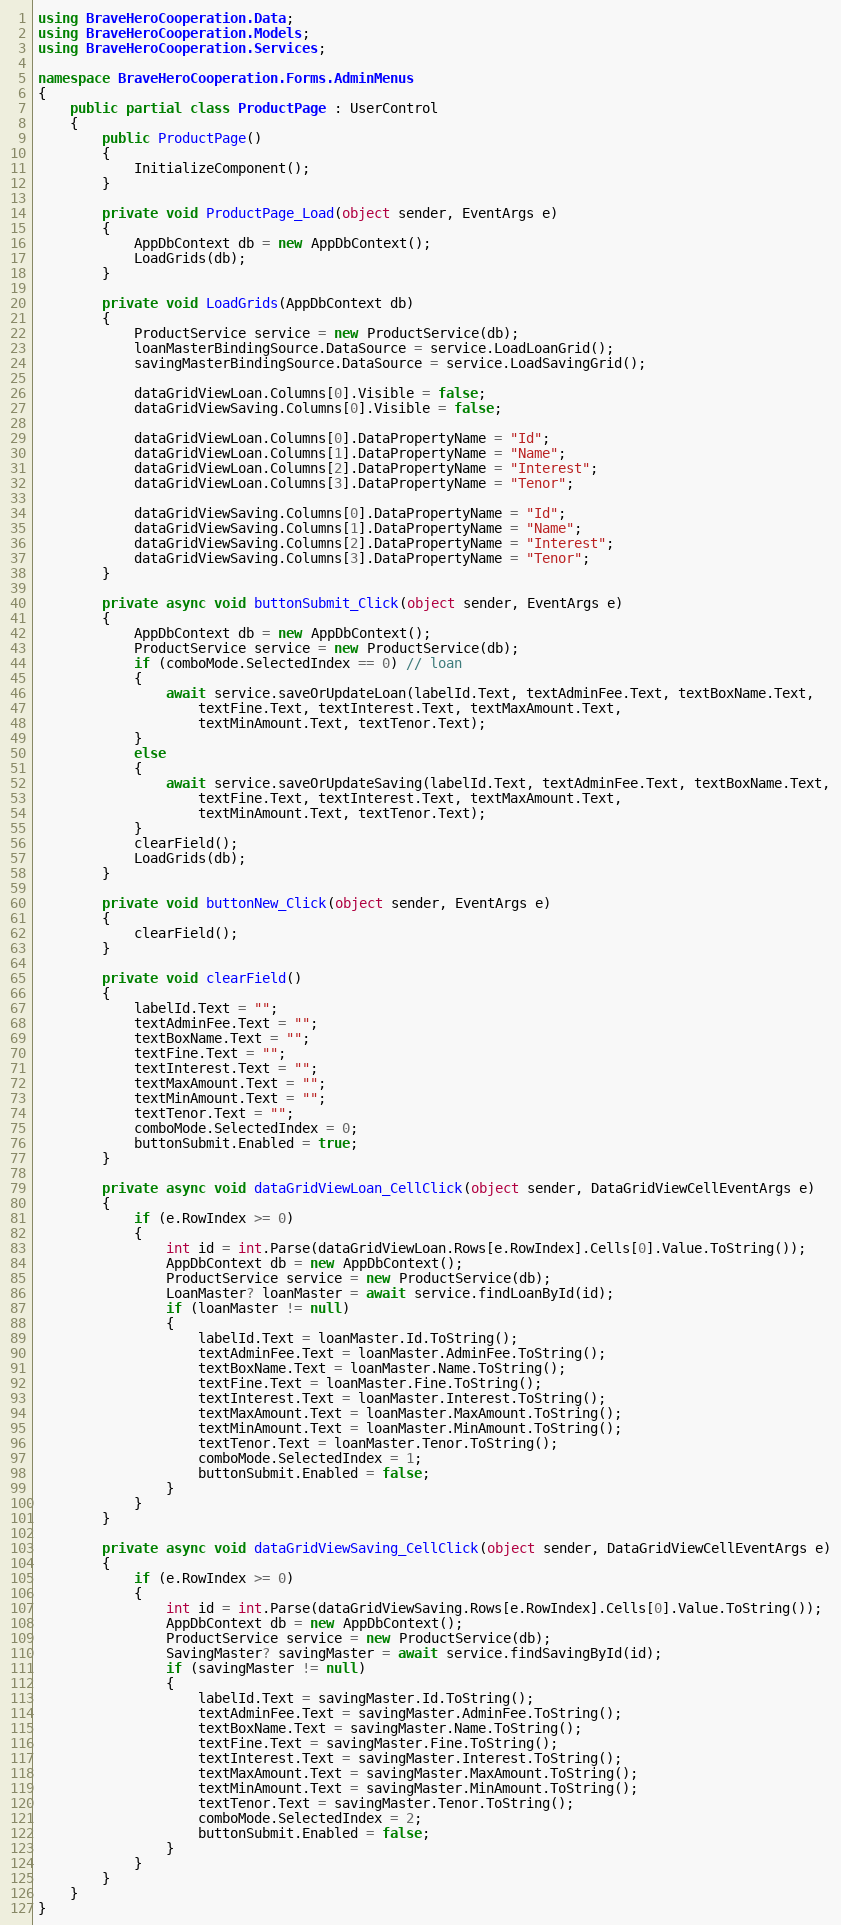 1 using BraveHeroCooperation.Data;
2 using BraveHeroCooperation.Models;
3 using BraveHeroCooperation.Services;
4
5 namespace BraveHeroCooperation.Forms.AdminMenus
6 {
7     public partial class ProductPage : UserControl
8     {
9         public ProductPage()
10         {
11             InitializeComponent();
12         }
13
14         private void ProductPage_Load(object sender, EventArgs e)
15         {
16             AppDbContext db = new AppDbContext();
17             LoadGrids(db);
18         }
19
20         private void LoadGrids(AppDbContext db)
21         {
22             ProductService service = new ProductService(db);
23             loanMasterBindingSource.DataSource = service.LoadLoanGrid();
24             savingMasterBindingSource.DataSource = service.LoadSavingGrid();
25
26             dataGridViewLoan.Columns[0].Visible = false;
27             dataGridViewSaving.Columns[0].Visible = false;
28
29             dataGridViewLoan.Columns[0].DataPropertyName = "Id";
30             dataGridViewLoan.Columns[1].DataPropertyName = "Name";
31             dataGridViewLoan.Columns[2].DataPropertyName = "Interest";
32             dataGridViewLoan.Columns[3].DataPropertyName = "Tenor";
33
34             dataGridViewSaving.Columns[0].DataPropertyName = "Id";
35             dataGridViewSaving.Columns[1].DataPropertyName = "Name";
36             dataGridViewSaving.Columns[2].DataPropertyName = "Interest";
37             dataGridViewSaving.Columns[3].DataPropertyName = "Tenor";
38         }
39
40         private async void buttonSubmit_Click(object sender, EventArgs e)
41         {
42             AppDbContext db = new AppDbContext();
43             ProductService service = new ProductService(db);
44             if (comboMode.SelectedIndex == 0) // loan
45             {
46                 await service.saveOrUpdateLoan(labelId.Text, textAdminFee.Text, textBoxName.Text,
47                     textFine.Text, textInterest.Text, textMaxAmount.Text,
48                     textMinAmount.Text, textTenor.Text);
49             }
50             else
51             {
52                 await service.saveOrUpdateSaving(labelId.Text, textAdminFee.Text, textBoxName.Text,
53                     textFine.Text, textInterest.Text, textMaxAmount.Text,
54                     textMinAmount.Text, textTenor.Text);
55             }
56             clearField();
57             LoadGrids(db);
58         }
59
60         private void buttonNew_Click(object sender, EventArgs e)
61         {
62             clearField();
63         }
64
65         private void clearField()
66         {
67             labelId.Text = "";
68             textAdminFee.Text = "";
69             textBoxName.Text = "";
70             textFine.Text = "";
71             textInterest.Text = "";
72             textMaxAmount.Text = "";
73             textMinAmount.Text = "";
74             textTenor.Text = "";
75             comboMode.SelectedIndex = 0;
76             buttonSubmit.Enabled = true;
77         }
78
79         private async void dataGridViewLoan_CellClick(object sender, DataGridViewCellEventArgs e)
80         {
81             if (e.RowIndex >= 0)
82             {
83                 int id = int.Parse(dataGridViewLoan.Rows[e.RowIndex].Cells[0].Value.ToString());
84                 AppDbContext db = new AppDbContext();
85                 ProductService service = new ProductService(db);
86                 LoanMaster? loanMaster = await service.findLoanById(id);
87                 if (loanMaster != null)
88                 {
89                     labelId.Text = loanMaster.Id.ToString();
90                     textAdminFee.Text = loanMaster.AdminFee.ToString();
91                     textBoxName.Text = loanMaster.Name.ToString();
92                     textFine.Text = loanMaster.Fine.ToString();
93                     textInterest.Text = loanMaster.Interest.ToString();
94                     textMaxAmount.Text = loanMaster.MaxAmount.ToString();
95                     textMinAmount.Text = loanMaster.MinAmount.ToString();
96                     textTenor.Text = loanMaster.Tenor.ToString();
97                     comboMode.SelectedIndex = 1;
98                     buttonSubmit.Enabled = false;
99                 }
100             }
101         }
102
103         private async void dataGridViewSaving_CellClick(object sender, DataGridViewCellEventArgs e)
104         {
105             if (e.RowIndex >= 0)
106             {
107                 int id = int.Parse(dataGridViewSaving.Rows[e.RowIndex].Cells[0].Value.ToString());
108                 AppDbContext db = new AppDbContext();
109                 ProductService service = new ProductService(db);
110                 SavingMaster? savingMaster = await service.findSavingById(id);
111                 if (savingMaster != null)
112                 {
113                     labelId.Text = savingMaster.Id.ToString();
114                     textAdminFee.Text = savingMaster.AdminFee.ToString();
115                     textBoxName.Text = savingMaster.Name.ToString();
116                     textFine.Text = savingMaster.Fine.ToString();
117                     textInterest.Text = savingMaster.Interest.ToString();
118                     textMaxAmount.Text = savingMaster.MaxAmount.ToString();
119                     textMinAmount.Text = savingMaster.MinAmount.ToString();
120                     textTenor.Text = savingMaster.Tenor.ToString();
121                     comboMode.SelectedIndex = 2;
122                     buttonSubmit.Enabled = false;
123                 }
124             }
125         }
126     }
127 }